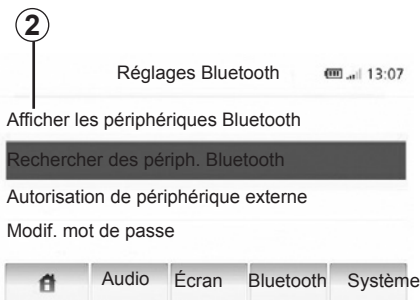 2
Réglages Bluetooth 13:07
Afficher les périphériques Bluetooth
Rechercher des périph. Bluetooth
Autorisation de périphérique externe
Modif. mot de passe
Audio Écran Bluetooth Système